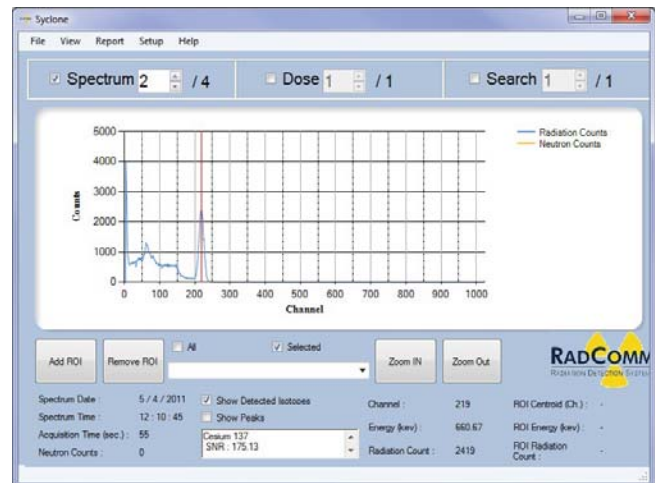 Syclone
File View Report Setup Help
Spectrum 2 / 4 Dose 1 / 1 Search 1 / 1
5000
4000
3000
2000
1000
0
Counts
0 100 200 300 400 500 600 700 800 900 1000
Channel
Radiation Counts
Neutron Counts
Add ROI Remove ROI All Selected Zoom IN Zoom Out
RADCOMM
RADIATION DETECTION SYSTEMS
Spectrum Date : 5 / 4 / 2011 Show Detected Isotopes Channel : 219 ROI Centroid (Ch.) : -
Spectrum Time : 12 : 10 : 45 Show Peaks Energy (kev) : 660.67 ROI Energy (kev) : -
Acquisition Time (sec.) : 55 Cesium 137
SNR : 175.13
Neutron Counts : 0 Radiation Count : 2419 ROI Radiation Count : -